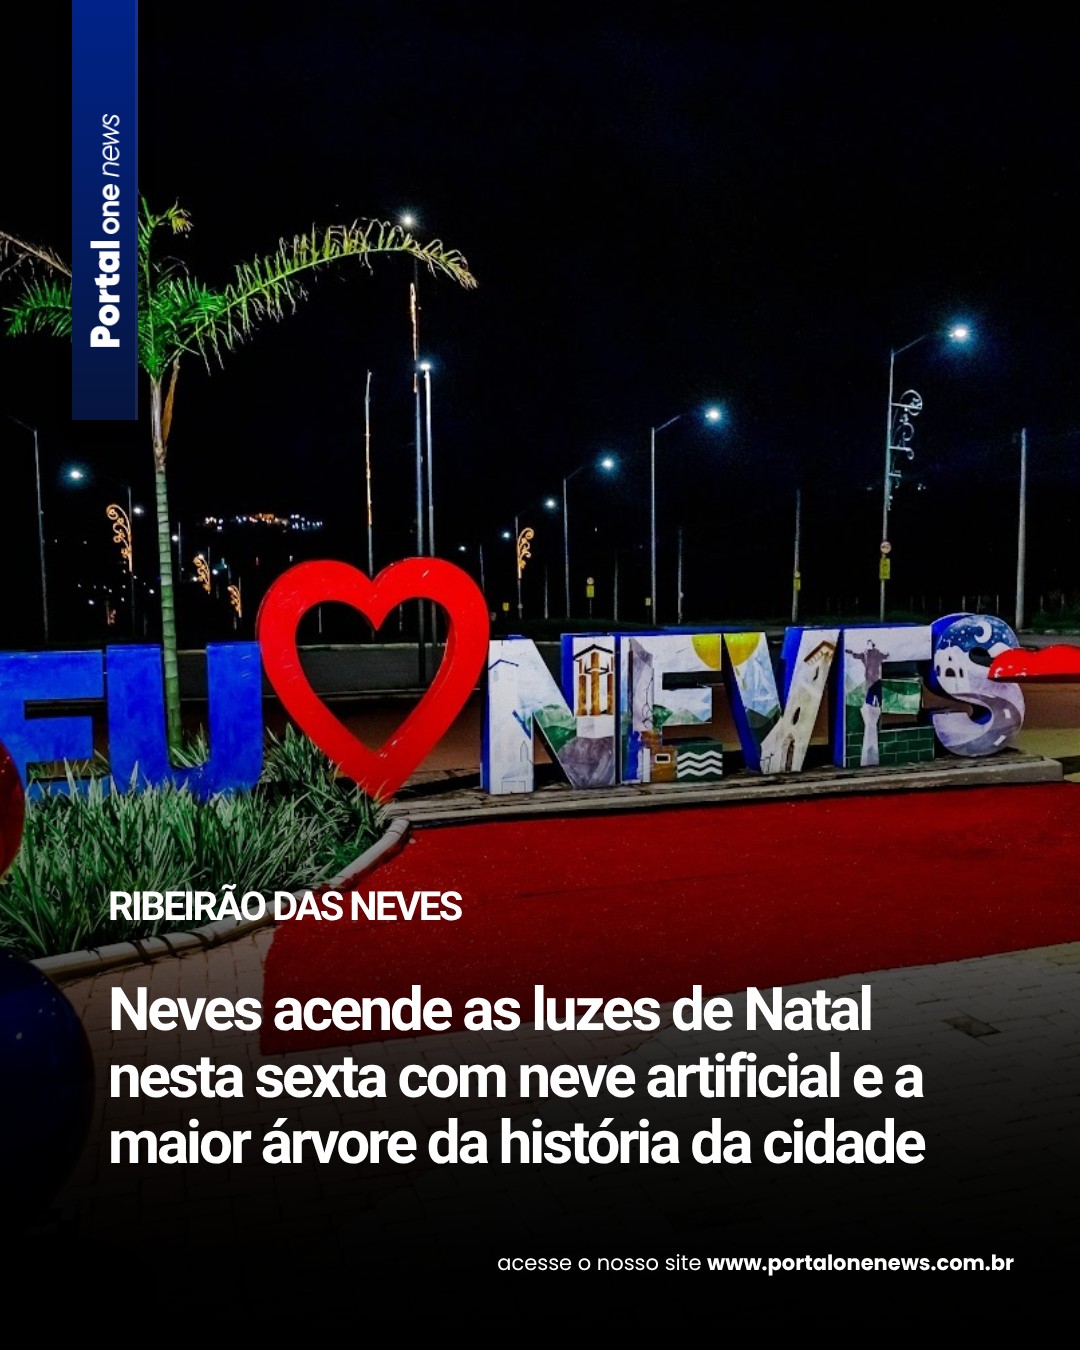 Portal one news
EU NEVES
RIBEIRÃO DAS NEVES
Neves acende as luzes de Natal
nesta sexta com neve artificial e a
maior árvore da história da cidade
acesse o nosso site www.portalonenews.com.br